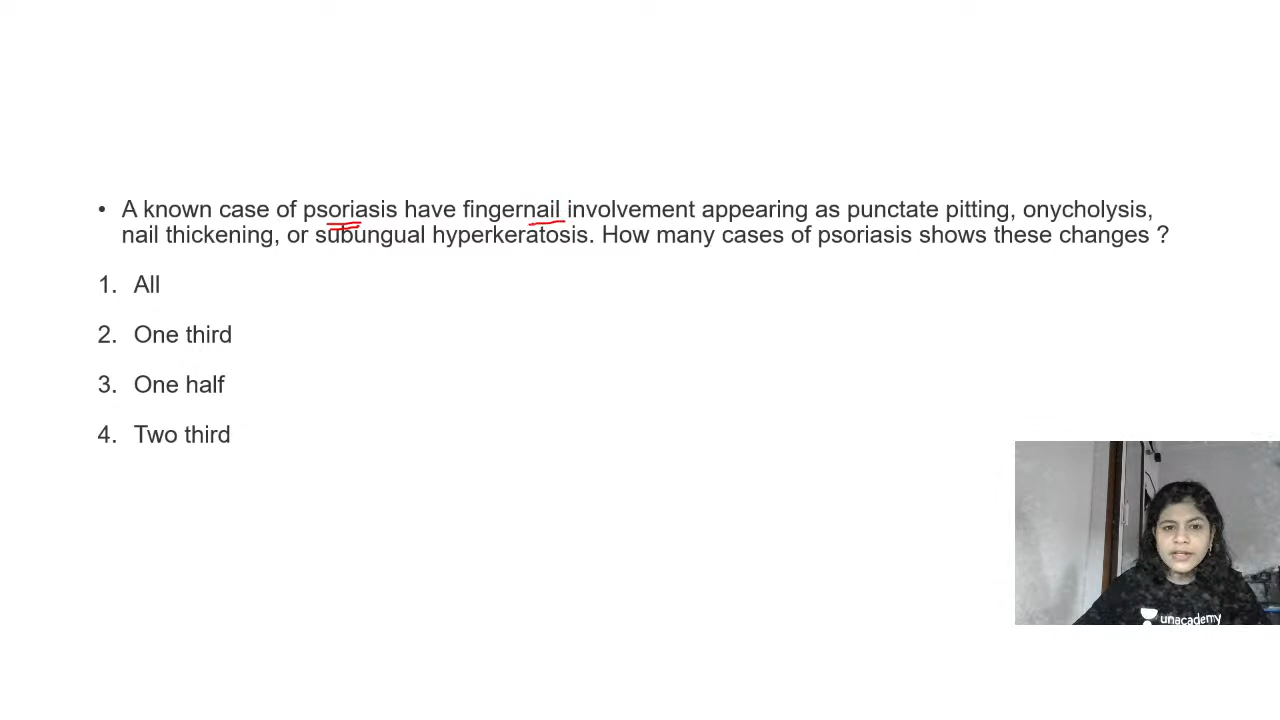 • A known case of psoriasis have fingernail involvement appearing as punctate pitting, onycholysis,
nail thickening, or subungual hyperkeratosis. How many cases of psoriasis shows these changes ?
1. All
2. One third
3. One half
4. Two third
unacademy